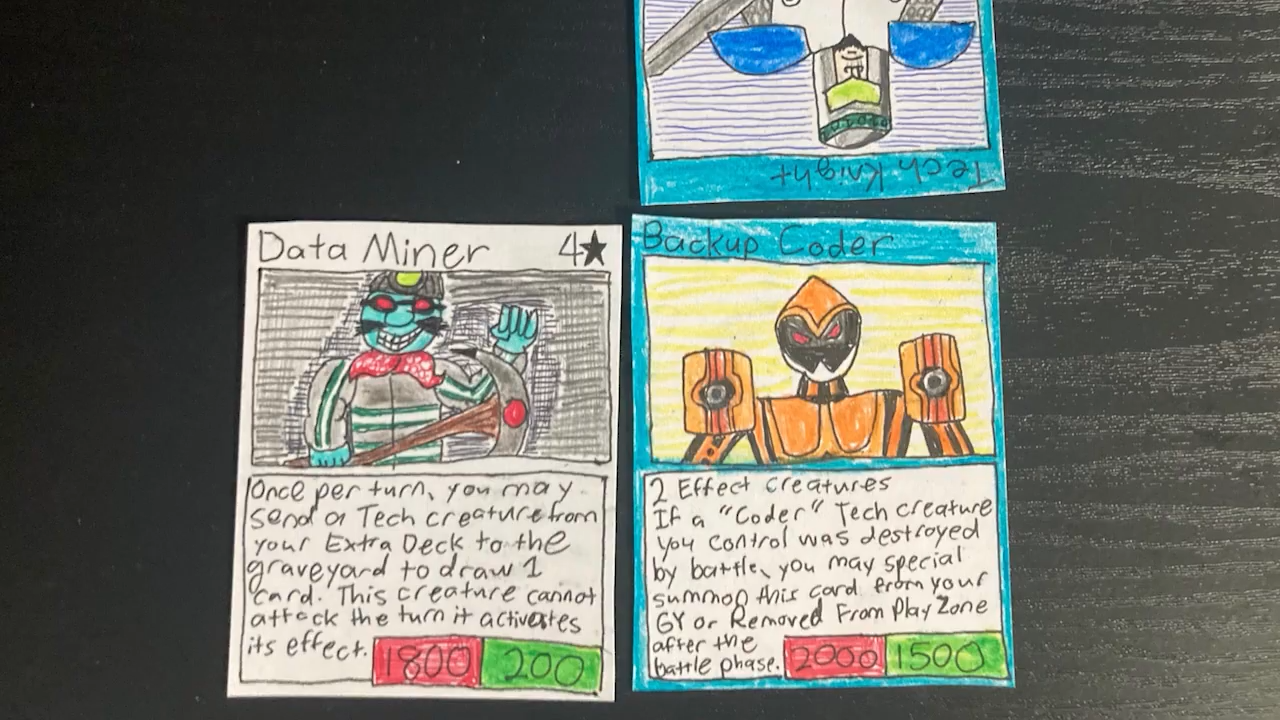 Tech Knight
Data Miner 4★
Once per turn, you may
send a Tech creature from
your Extra Deck to the
graveyard to draw 1
card. This creature cannot
attack the turn it activates
its effect.
1800 200
Backup Coder
2 Effect creatures
If a "Coder" Tech creature
you control was destroyed
by battle, you may special
summon this card from your
GY or Removed From Play Zone
after the
battle phase.
2000 1500